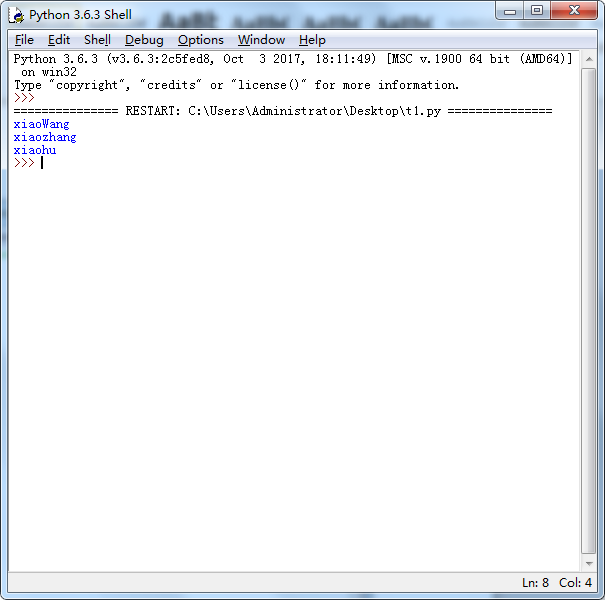 Python 3.6.3 Shell
File Edit Shell Debug Options Window Help
Python 3.6.3 (v3.6.3:2c5fed8, Oct  3 2017, 18:11:49) [MSC v.1900 64 bit (AMD64)]
 on win32
Type "copyright", "credits" or "license()" for more information.
>>>
=============== RESTART: C:\Users\Administrator\Desktop\t1.py ===============
xiaoWang
xiaozhang
xiaohu
>>>
Ln: 8 Col: 4